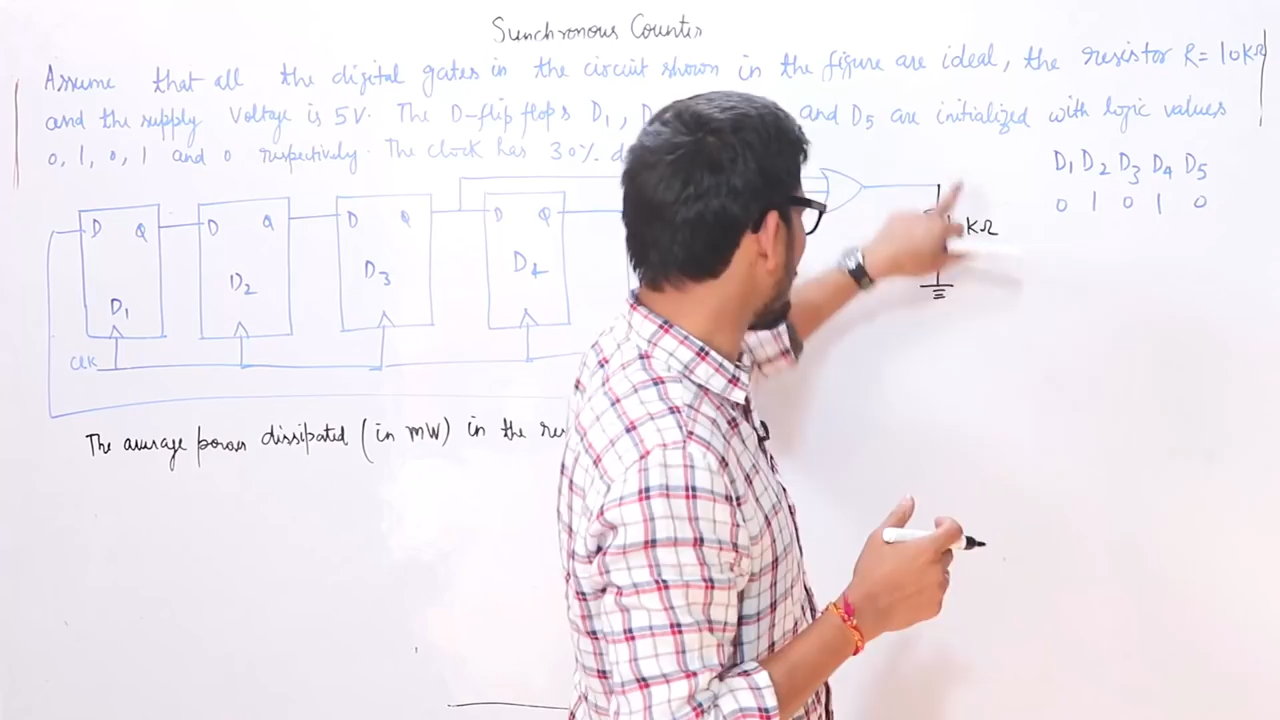 Sunchronous Counter
Assume that all the digital gates in the circuit shown in the figure are ideal, the resistor R = 10kΩ
and the supply Voltage is 5V. The D-flip flops D1, D and D5 are initialized with logic values
0, 1, 0, 1 and 0 respectively. The clock has 30%
D1 D2 D3 D4 D5
0 1 0 1 0
D Q D Q D Q D Q
kΩ
D1 D2 D3 D4
CLK
The average power dissipated (in mW) in the